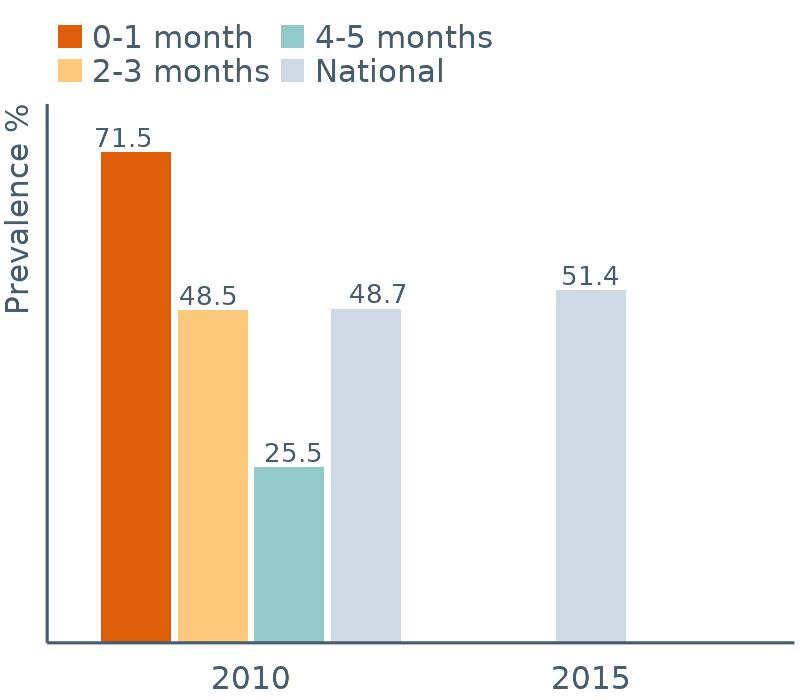 0-1 month
4-5 months
2-3 months
National
Prevalence %
71.5
48.5
25.5
48.7
51.4
2010
2015